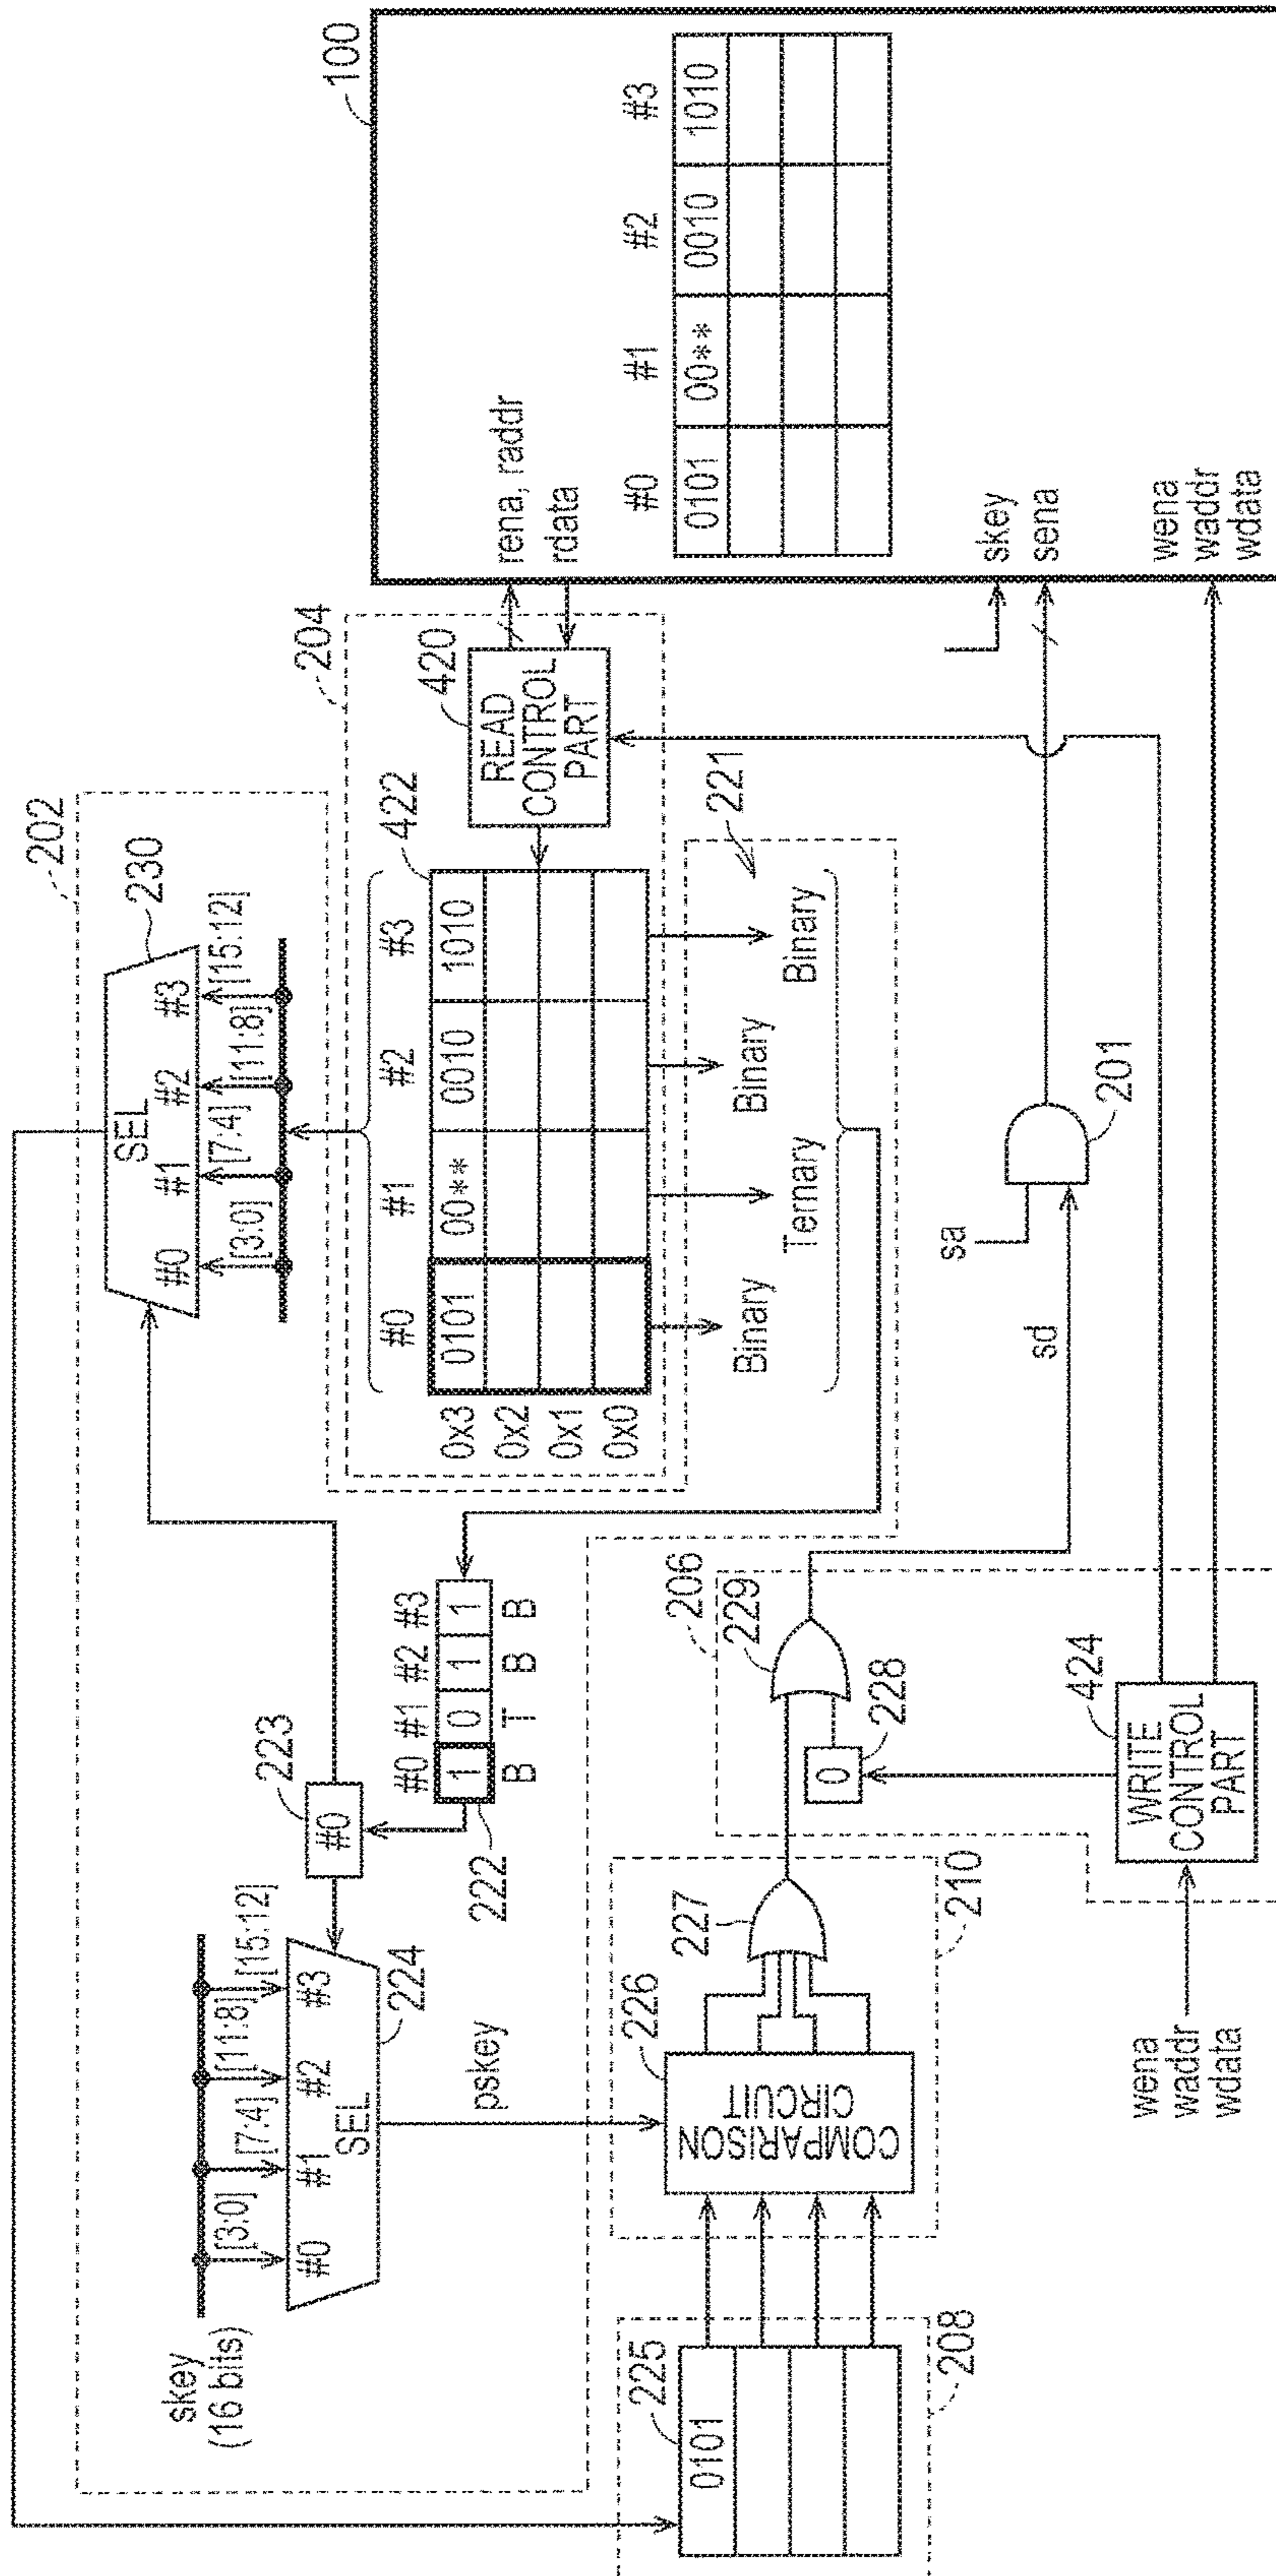 202
230
SEL
#0 #1 #2 #3
[3:0] [7:4] [11:8] [15:12]
skey
(16 bits)
[3:0] [7:4] [11:8] [15:12]
#0 #1 #2 #3
SEL
224
223
#0
#0 #1 #2 #3
1 0 1 1
B T B B
222
pskey
204
422
#0 #1 #2 #3
0x3 0101 00** 0010 1010
0x2
0x1
0x0
420
READ
CONTROL
PART
rena, raddr
rdata
221
Binary Ternary Binary Binary
100
#0 #1 #2 #3
0101 00** 0010 1010
skey
sena
wena
waddr
wdata
225
0101
208
226
COMPARISON
CIRCUIT
227
210
206
229
228
0
424
WRITE
CONTROL
PART
wena
waddr
wdata
sa
sd
201